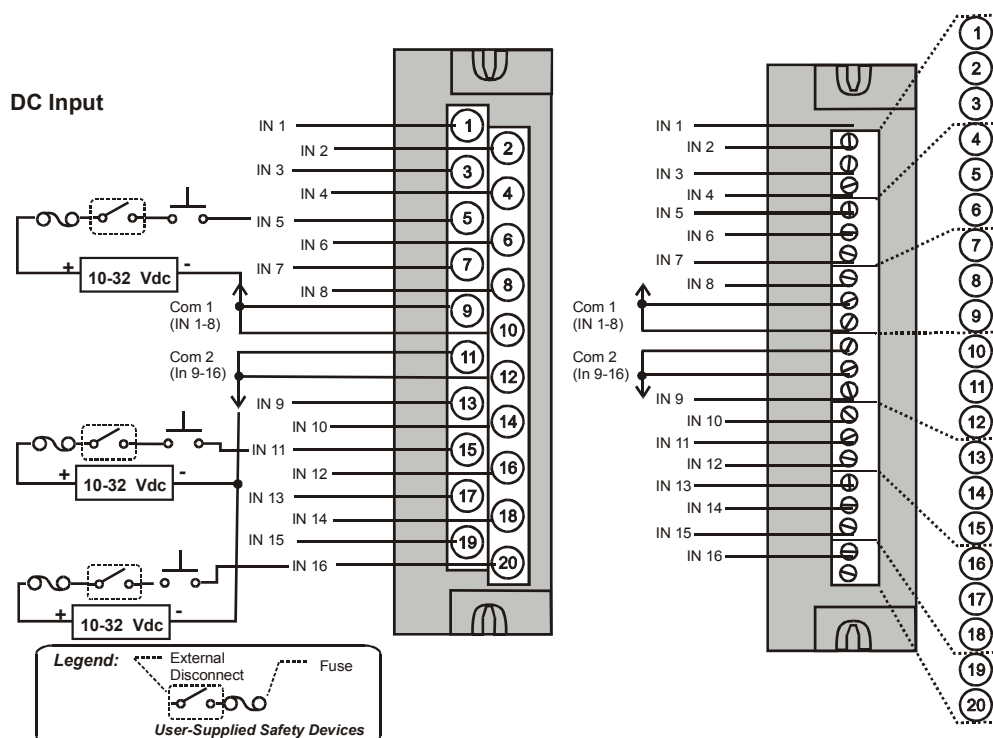 DC Input
IN 1
IN 2
IN 3
IN 4
IN 5
IN 6
IN 7
IN 8
+ 10-32 Vdc -
Com 1
(IN 1-8)
Com 2
(In 9-16)
IN 9
IN 10
IN 11
IN 12
+ 10-32 Vdc -
IN 13
IN 14
IN 15
IN 16
+ 10-32 Vdc -
1
2
3
4
5
6
7
8
9
10
11
12
13
14
15
16
17
18
19
20
Legend:
External
Disconnect
Fuse
User-Supplied Safety Devices
IN 1
IN 2
IN 3
IN 4
IN 5
IN 6
IN 7
IN 8
Com 1
(IN 1-8)
Com 2
(In 9-16)
IN 9
IN 10
IN 11
IN 12
IN 13
IN 14
IN 15
IN 16
1
2
3
4
5
6
7
8
9
10
11
12
13
14
15
16
17
18
19
20